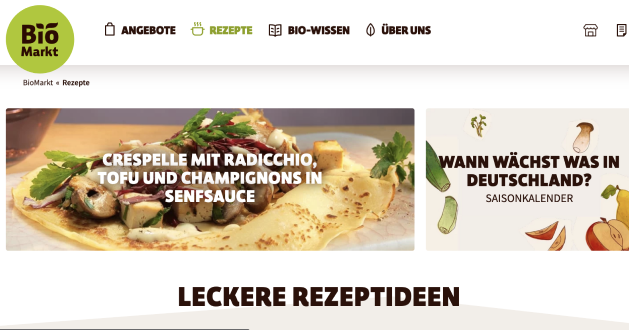 Bio
Markt
ANGEBOTE
REZEPTE
BIO-WISSEN
ÜBER UNS
BioMarkt « Rezepte
CRESPELLE MIT RADICCHIO,
TOFU UND CHAMPIGNONS IN
SENFSAUCE
WANN WÄCHST WAS IN
DEUTSCHLAND?
SAISONKALENDER
LECKERE REZEPTIDEEN